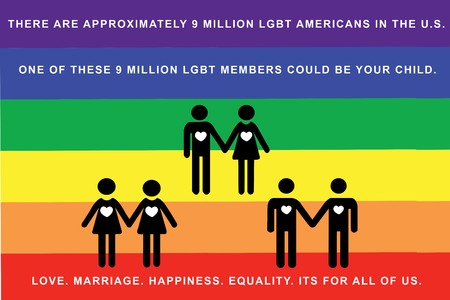 THERE ARE APPROXIMATELY 9 MILLION LGBT AMERICANS IN THE U.S.
ONE OF THESE 9 MILLION LGBT MEMBERS COULD BE YOUR CHILD.
LOVE. MARRIAGE. HAPPINESS. EQUALITY. ITS FOR ALL OF US.